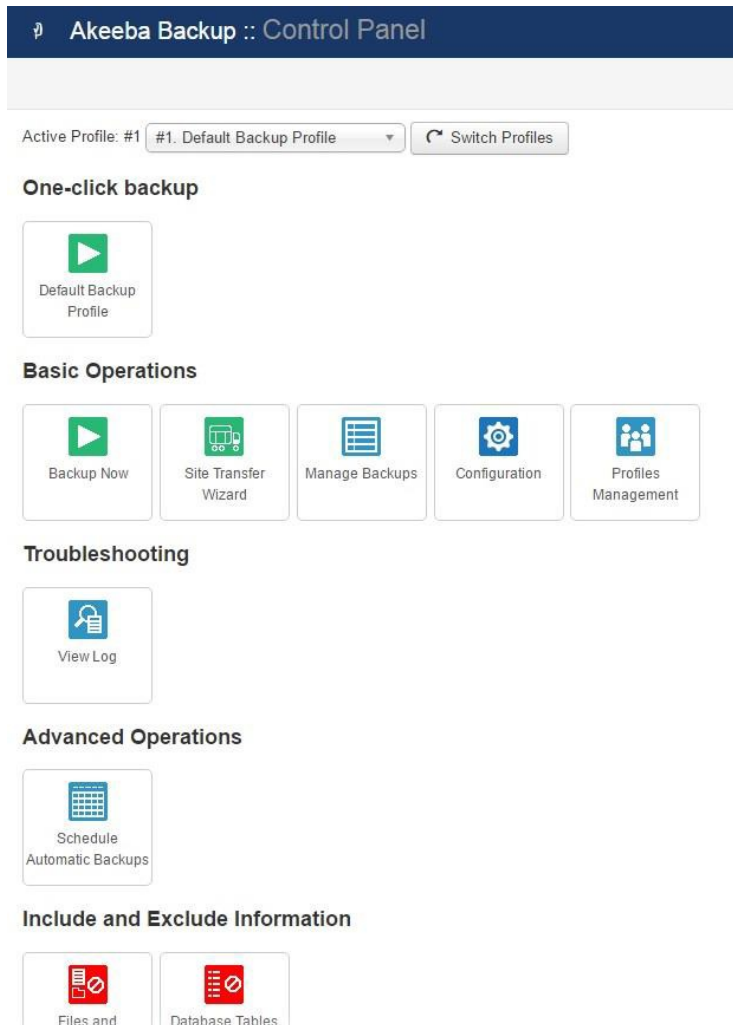 Akeeba Backup :: Control Panel
Active Profile: #1 #1. Default Backup Profile Switch Profiles
One-click backup
Default Backup
Profile
Basic Operations
Backup Now
Site Transfer
Wizard
Manage Backups
Configuration
Profiles
Management
Troubleshooting
View Log
Advanced Operations
Schedule
Automatic Backups
Include and Exclude Information
Files and
Database Tables